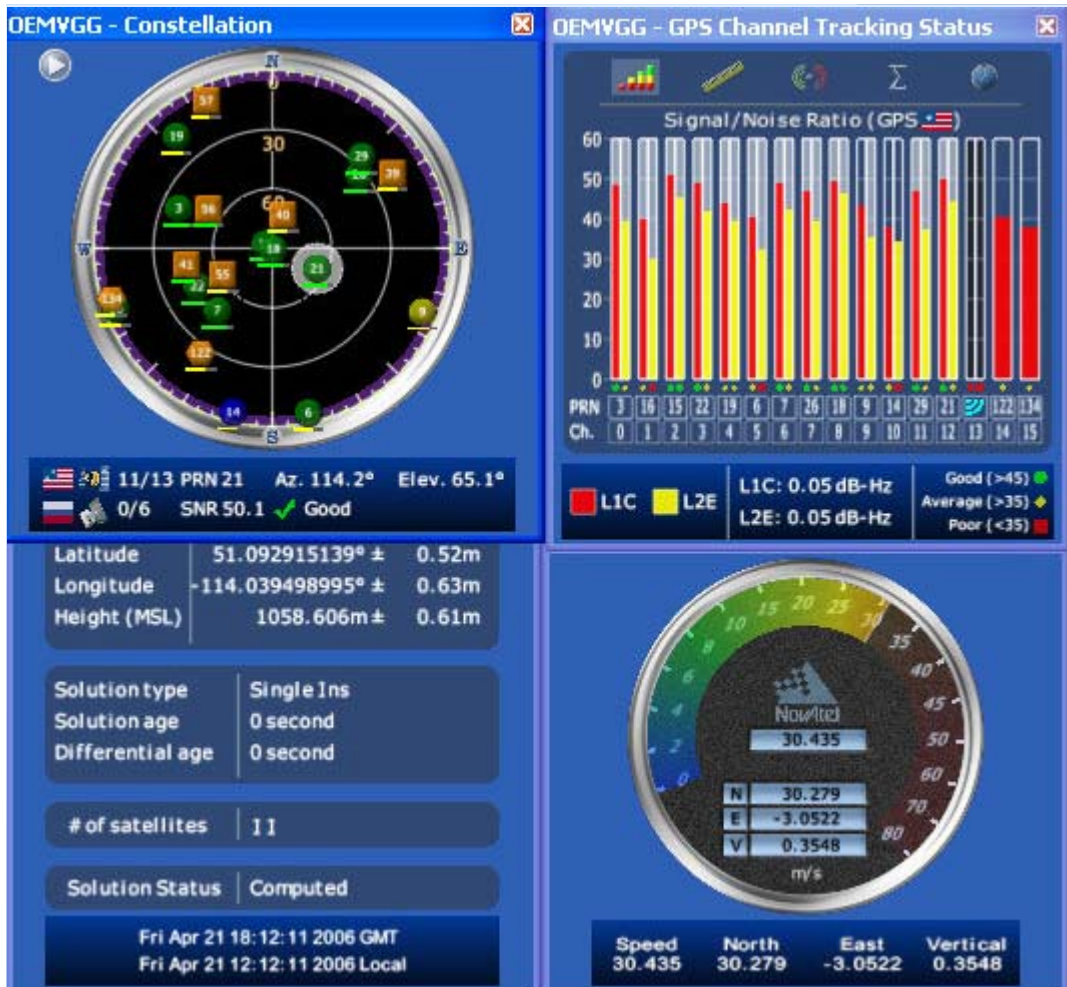 OEMVGG - Constellation
N
57
0
19
30
29
39
3
56
60
40
18
W
E
41
55
21
22
7
134
9
122
14
6
S
11/13 PRN 21 Az. 114.2° Elev. 65.1°
0/6 SNR 50.1 Good
OEMVGG - GPS Channel Tracking Status
Σ
Signal/Noise Ratio (GPS )
60
50
40
30
20
10
0
PRN 3 16 15 22 19 6 7 26 18 9 14 29 21 122 134
Ch. 0 1 2 3 4 5 6 7 8 9 10 11 12 13 14 15
L1C L2E
L1C: 0.05 dB-Hz
L2E: 0.05 dB-Hz
Good (>45)
Average (>35)
Poor (<35)
Latitude 51.092915139° ± 0.52m
Longitude -114.039498995° ± 0.63m
Height (MSL) 1058.606m ± 0.61m
Solution type Single Ins
Solution age 0 second
Differential age 0 second
# of satellites 11
Solution Status Computed
Fri Apr 21 18:12:11 2006 GMT
Fri Apr 21 12:12:11 2006 Local
0 2 4 6 8 10 15 20 25 30 35 40 45 50 60 70 80
NovAtel
30.435
N 30.279
E -3.0522
V 0.3548
m/s
Speed North East Vertical
30.435 30.279 -3.0522 0.3548